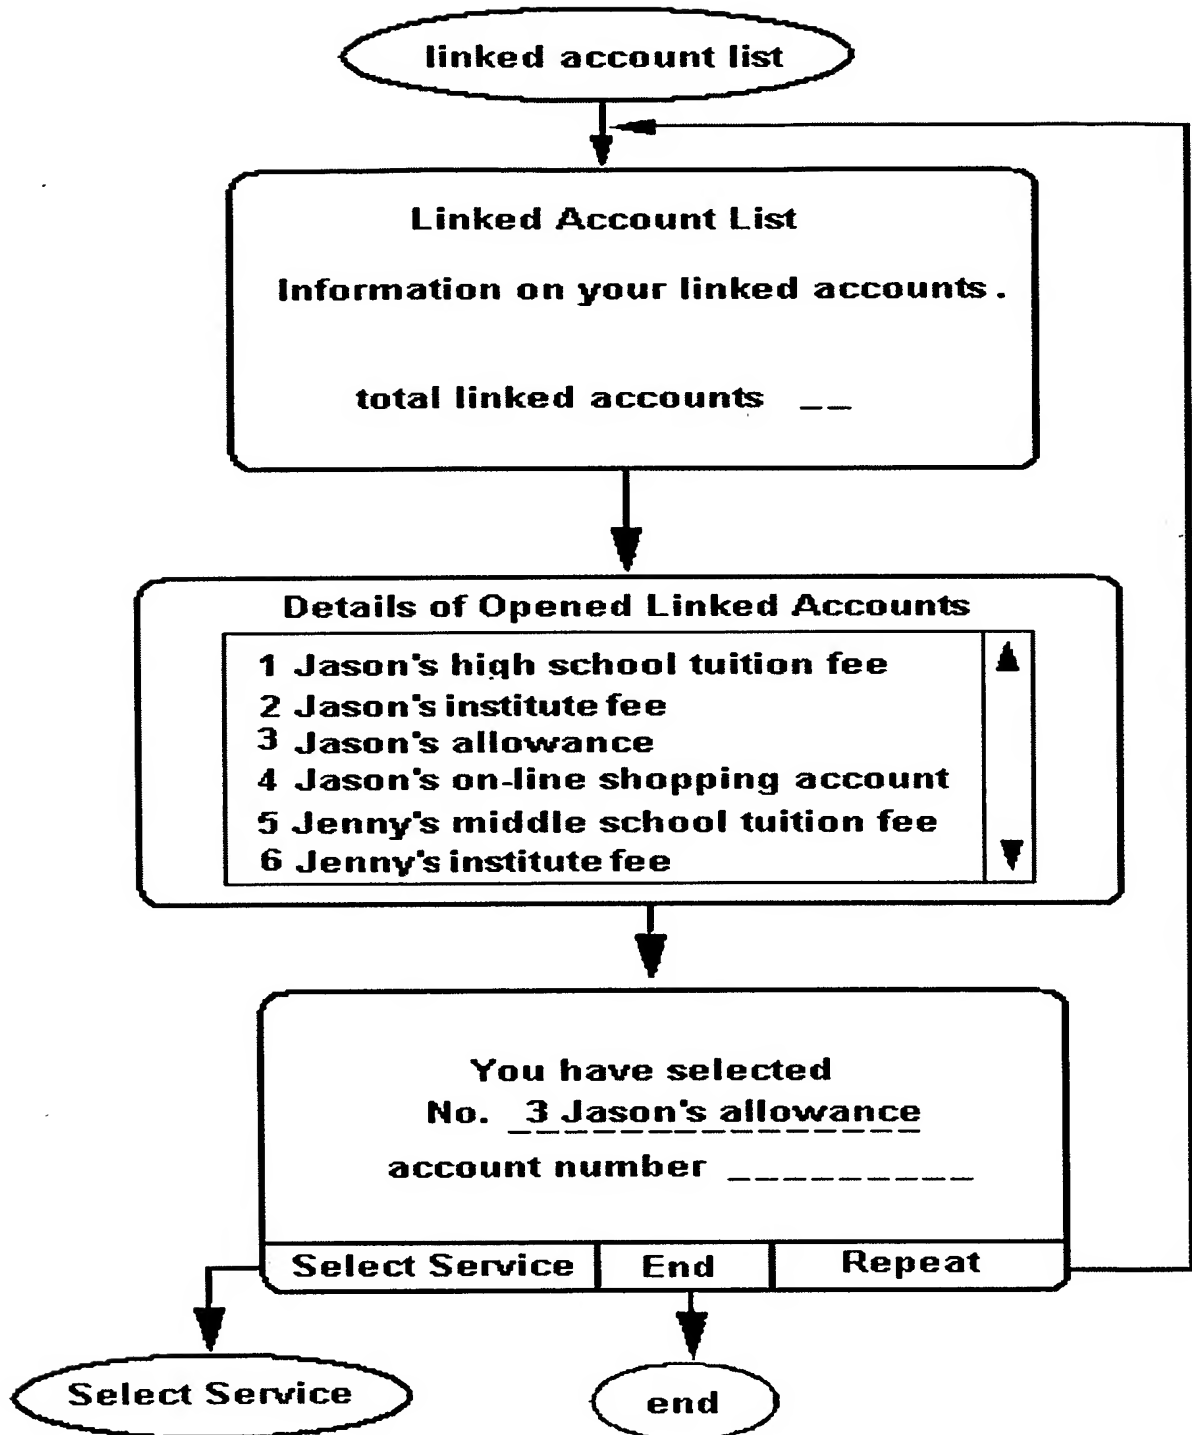 linked account list
Linked Account List
Information on your linked accounts.
total linked accounts __
Details of Opened Linked Accounts
1 Jason's high school tuition fee
2 Jason's institute fee
3 Jason's allowance
4 Jason's on-line shopping account
5 Jenny's middle school tuition fee
6 Jenny's institute fee
You have selected
No. 3 Jason's allowance
account number _________
Select Service End Repeat
Select Service
end